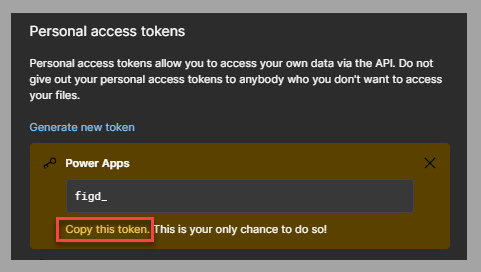 Personal access tokens
Personal access tokens allow you to access your own data via the API. Do not
give out your personal access tokens to anybody who you don't want to access
your files.
Generate new token
Power Apps
figd_
Copy this token. This is your only chance to do so!